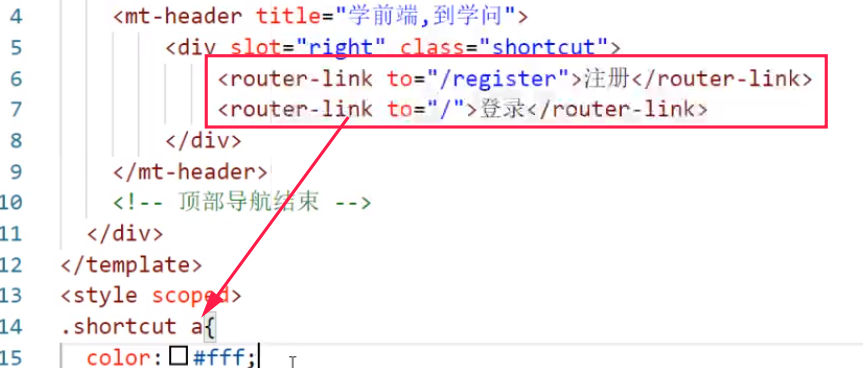 4 <mt-header title="学前端,到学问">
5 <div slot="right" class="shortcut">
6 <router-link to="/register">注册</router-link>
7 <router-link to="/">登录</router-link>
8 </div>
9 </mt-header>
10 <!-- 顶部导航结束 -->
11 </div>
12 </template>
13 <style scoped>
14 .shortcut a{
15 color:#fff;